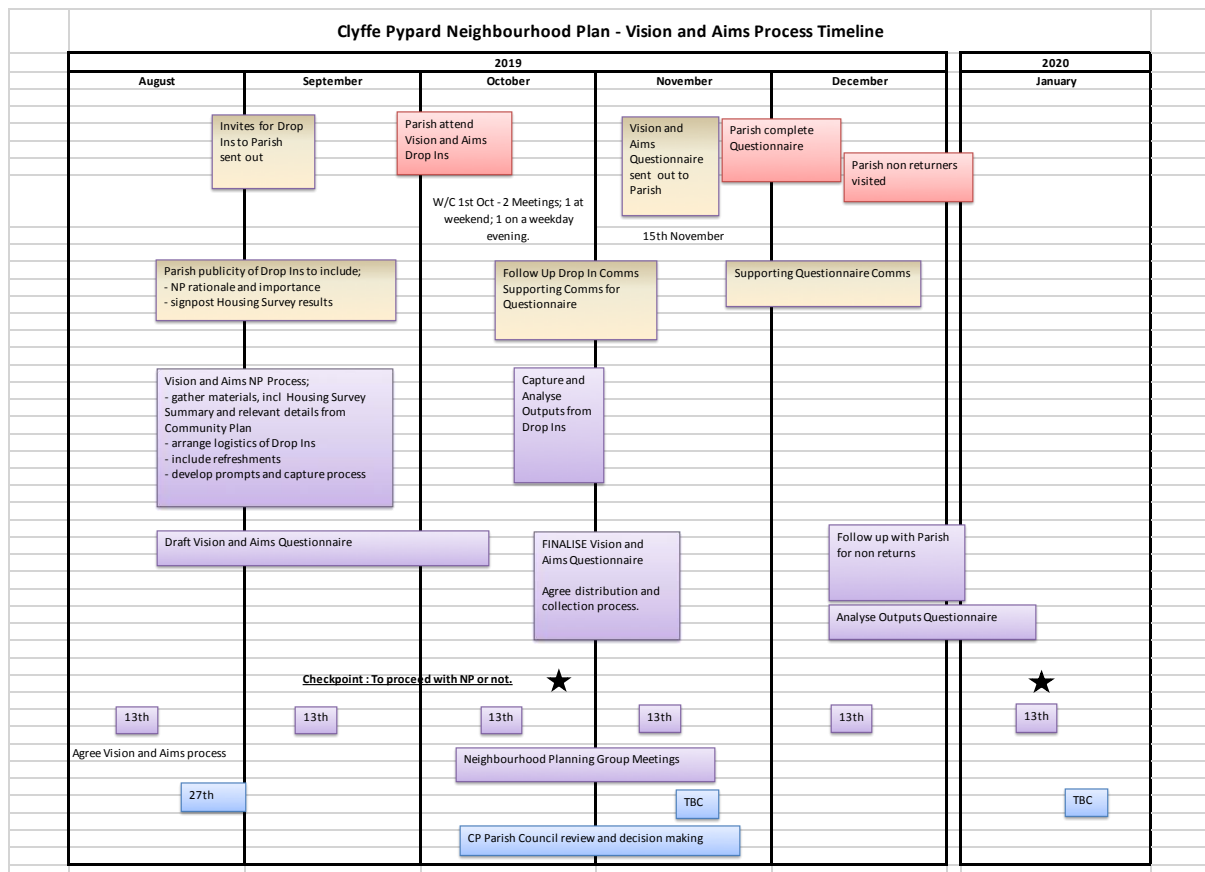 Clyffe Pypard Neighbourhood Plan - Vision and Aims Process Timeline
2019
2020
August
September
October
November
December
January
Invites for Drop
Ins to Parish
sent out
Parish attend
Vision and Aims
Drop Ins
Vision and
Aims
Questionnaire
sent out to
Parish
Parish complete
Questionnaire
Parish non returners
visited
W/C 1st Oct - 2 Meetings; 1 at
weekend; 1 on a weekday
evening.
15th November
Parish publicity of Drop Ins to include;
- NP rationale and importance
- signpost Housing Survey results
Follow Up Drop In Comms
Supporting Comms for
Questionnaire
Supporting Questionnaire Comms
Vision and Aims NP Process;
- gather materials, incl Housing Survey
Summary and relevant details from
Community Plan
- arrange logistics of Drop Ins
- include refreshments
- develop prompts and capture process
Capture and
Analyse
Outputs from
Drop Ins
Draft Vision and Aims Questionnaire
FINALISE Vision and
Aims Questionnaire
Agree distribution and
collection process.
Follow up with Parish
for non returns
Analyse Outputs Questionnaire
Checkpoint : To proceed with NP or not.
13th
13th
13th
13th
13th
13th
Agree Vision and Aims process
Neighbourhood Planning Group Meetings
27th
TBC
TBC
CP Parish Council review and decision making